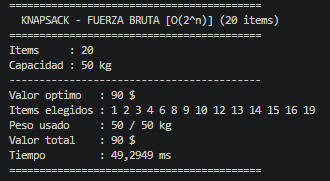 ==========================================
KNAPSACK - FUERZA BRUTA [O(2^n)] (20 items)
==========================================
Items : 20
Capacidad : 50 kg
------------------------------------------
Valor optimo : 90 $
Items elegidos : 1 2 3 4 6 8 9 10 12 13 14 15 16 19
Peso usado : 50 / 50 kg
Valor total : 90 $
Tiempo : 49,2949 ms
==========================================